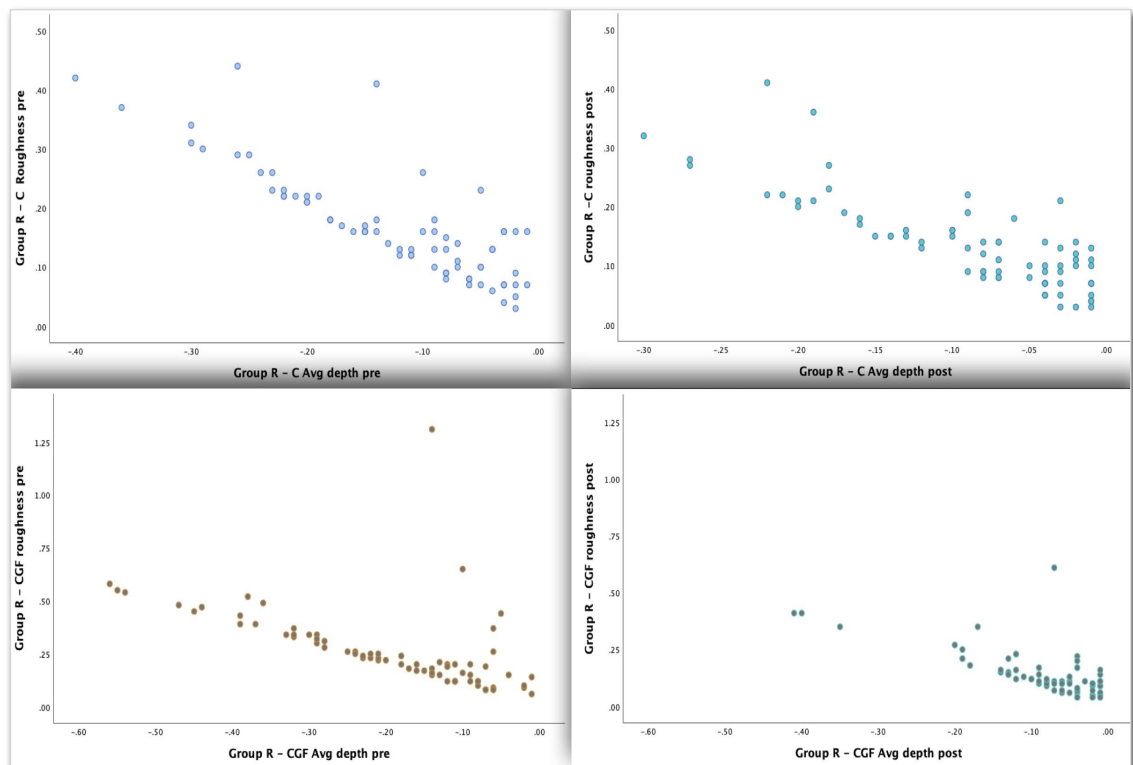 .50
.40
.30
.20
.10
.00
Group R – C Roughness pre
–.40 –.30 –.20 –.10 .00
Group R – C Avg depth pre
.50
.40
.30
.20
.10
.00
Group R –C roughness post
–.30 –.25 –.20 –.15 –.10 –.05 .00
Group R – C Avg depth post
1.25
1.00
.75
.50
.25
.00
Group R – CGF roughness pre
–.60 –.50 –.40 –.30 –.20 –.10 .00
Group R – CGF Avg depth pre
1.25
1.00
.75
.50
.25
.00
Group R – CGF roughness post
–.60 –.50 –.40 –.30 –.20 –.10 .00
Group R – CGF Avg depth post